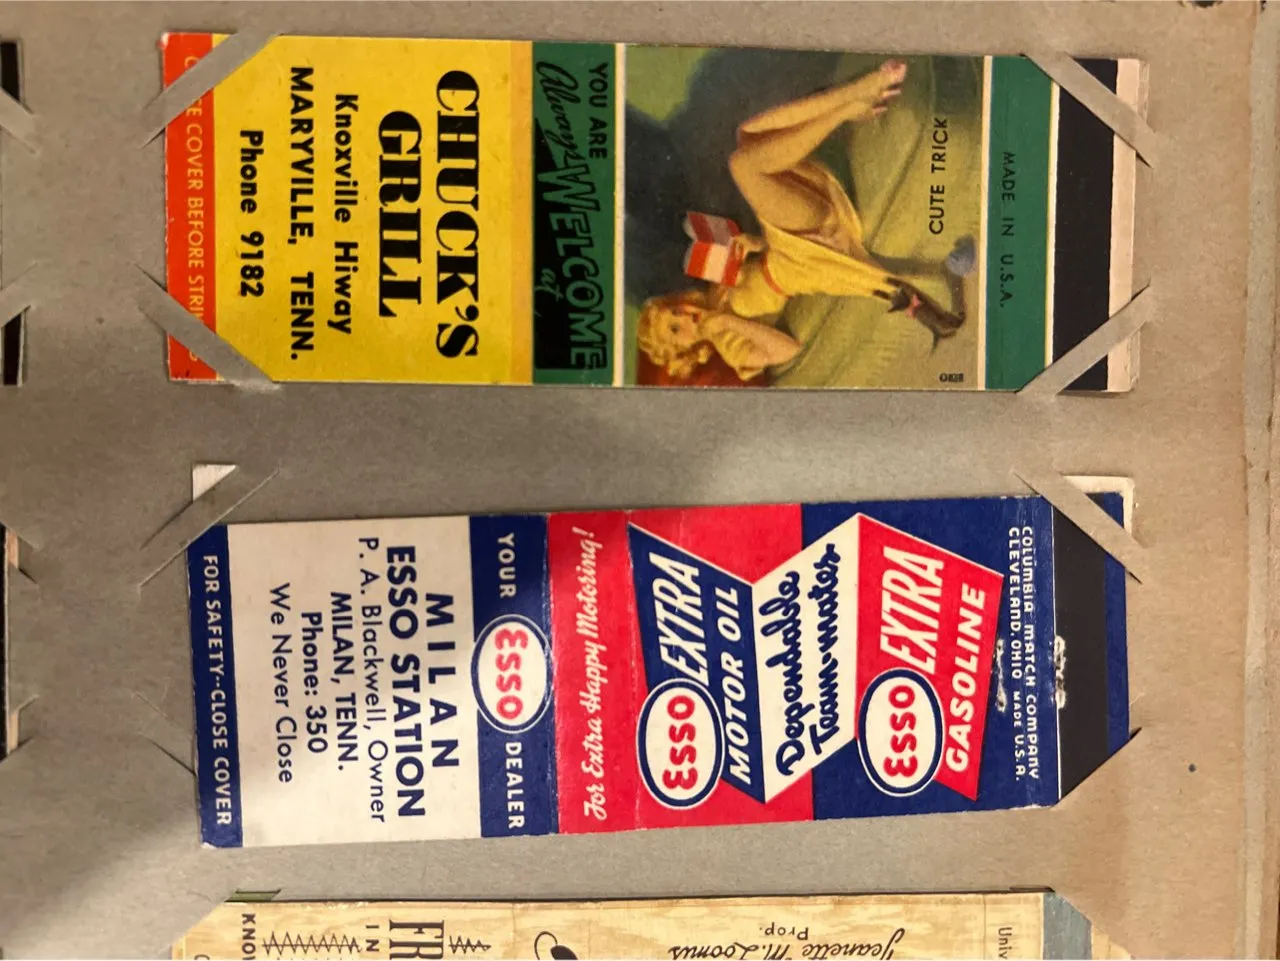 CUTE TRICK
YOU ARE
Always WELCOME
at
CHUCK'S
GRILL
Knoxville Hiway
MARYVILLE, TENN.
Phone 9182
COVER BEFORE
MADE IN U.S.A.
Esso EXTRA
GASOLINE
Dependable
Team-mates
Esso EXTRA
MOTOR OIL
For Extra Happy Motoring!
YOUR Esso DEALER
MILAN
ESSO STATION
P. A. Blackwell, Owner
MILAN, TENN.
Phone: 350
We Never Close
FOR SAFETY--CLOSE COVER
COLUMBIA MATCH COMPANY
CLEVELAND, OHIO MADE U.S.A.
Jeanette M. Loomis
Prop.
IN